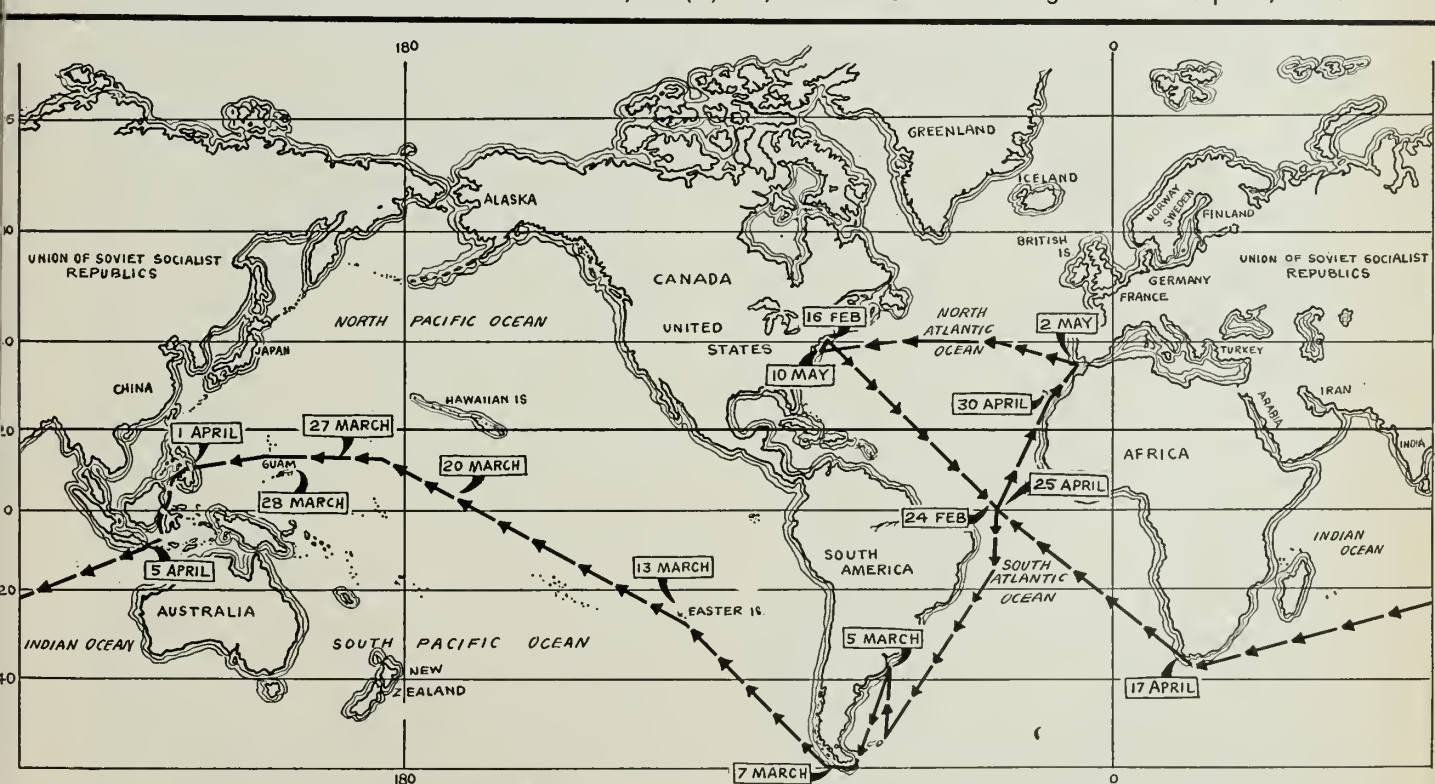 180
0
GREENLAND
ICELAND
ALASKA
NORWAY
SWEDEN
FINLAND
BRITISH
IS
UNION OF SOVIET SOCIALIST
REPUBLICS
UNION OF SOVIET SOCIALIST
REPUBLICS
CANADA
GERMANY
FRANCE
NORTH PACIFIC OCEAN
UNITED
STATES
16 FEB
NORTH
ATLANTIC
OCEAN
2 MAY
JAPAN
TURKEY
10 MAY
CHINA
HAWAIIAN IS
30 APRIL
ARABIA
IRAN
1 APRIL
27 MARCH
INDIA
GUAM
20 MARCH
AFRICA
28 MARCH
25 APRIL
0
24 FEB
5 APRIL
13 MARCH
SOUTH
AMERICA
SOUTH
ATLANTIC
OCEAN
INDIAN
OCEAN
AUSTRALIA
EASTER IS.
INDIAN OCEAN
SOUTH PACIFIC OCEAN
5 MARCH
NEW
ZEALAND
17 APRIL
180
7 MARCH
0